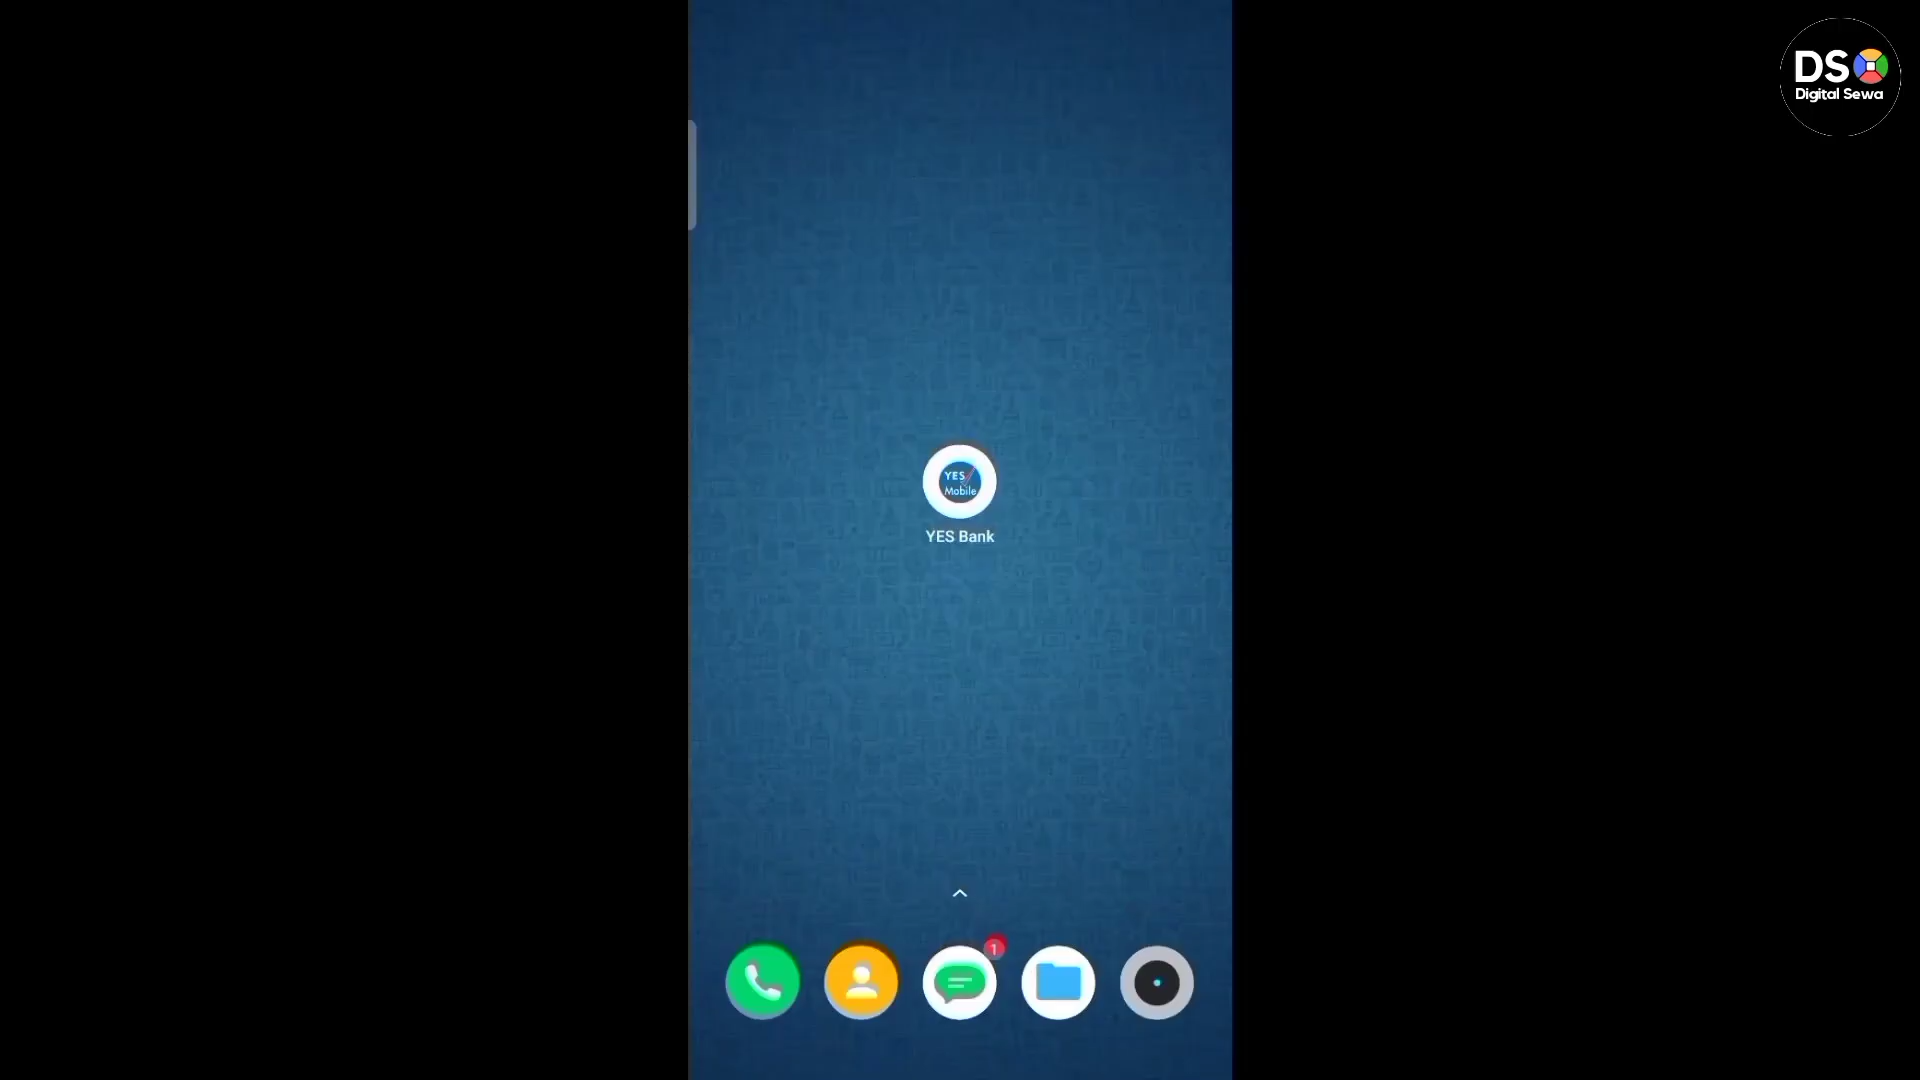 DS
Digital Sewa
YES
Mobile
YES Bank
1